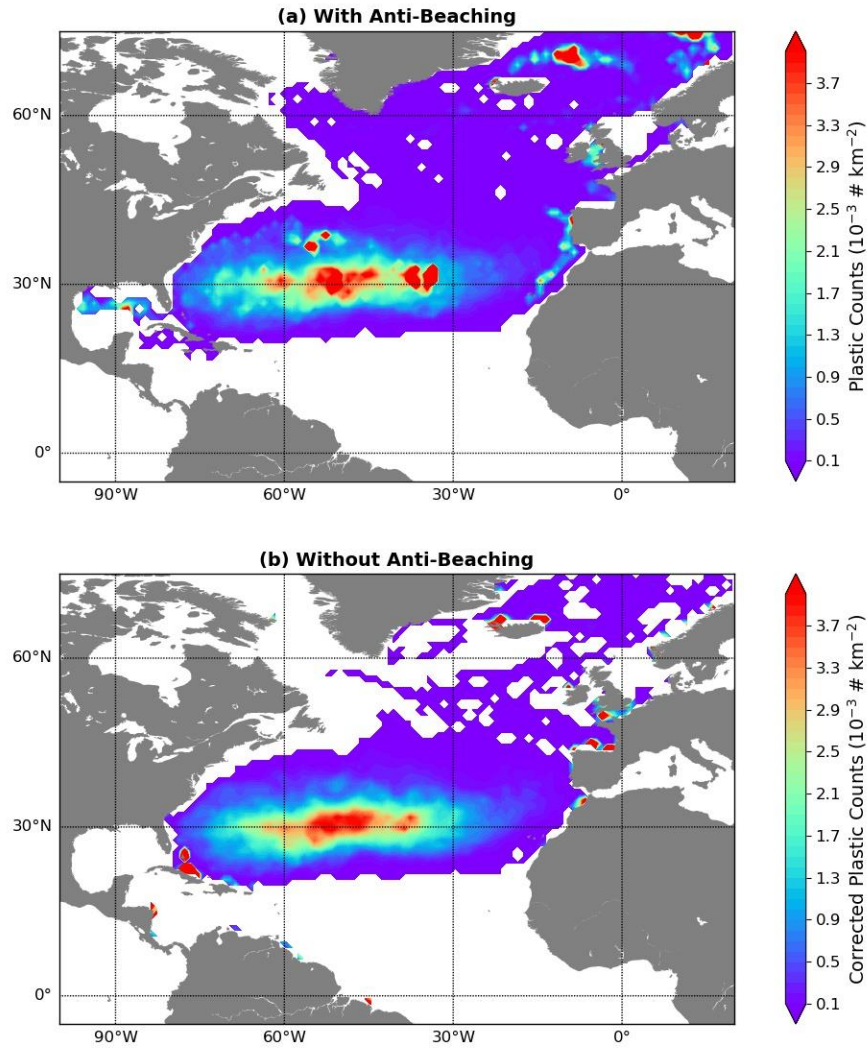 (a) With Anti-Beaching
60°N
30°N
0°
90°W 60°W 30°W 0°
3.7
3.3
2.9
2.5
2.1
1.7
1.3
0.9
0.5
0.1
Plastic Counts (10⁻³ # km⁻²)
(b) Without Anti-Beaching
60°N
30°N
0°
90°W 60°W 30°W 0°
3.7
3.3
2.9
2.5
2.1
1.7
1.3
0.9
0.5
0.1
Corrected Plastic Counts (10⁻³ # km⁻²)